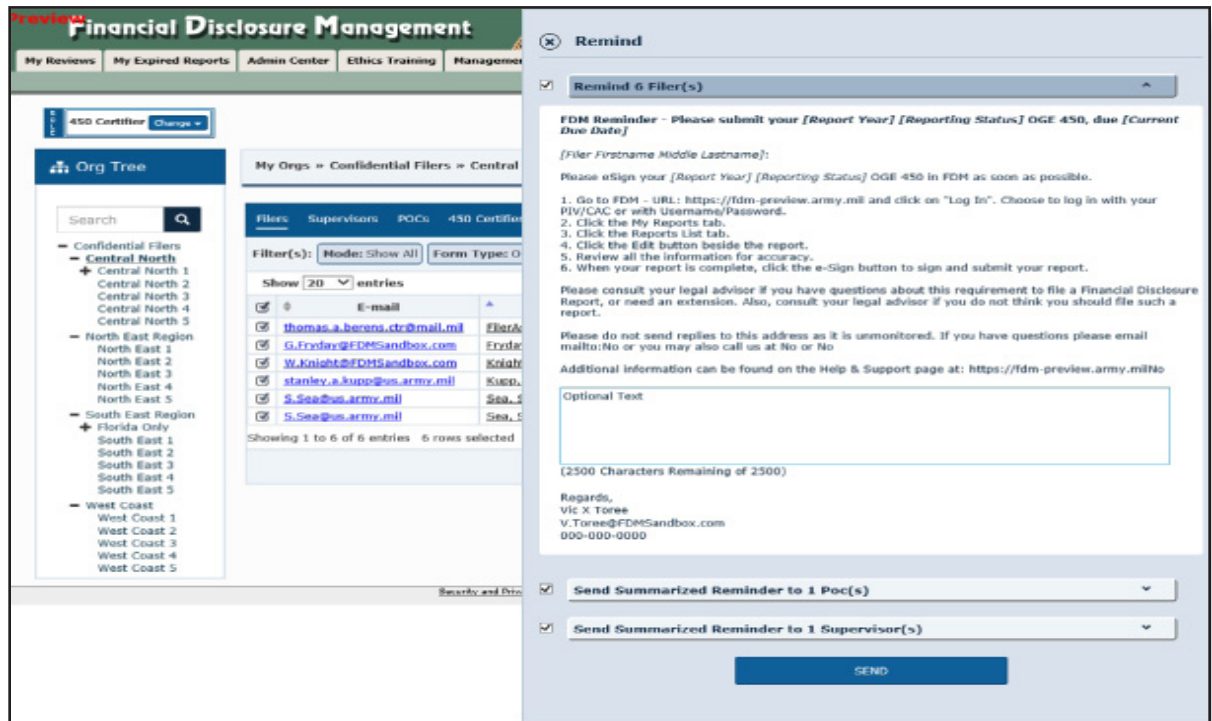 Preview
Financial Disclosure Management
My Reviews My Expired Reports Admin Center Ethics Training
450 Certifier Change
Org Tree
Search
Confidential Filers
Central North
Central North 1
Central North 2
Central North 3
Central North 4
Central North 5
North East Region
North East 1
North East 2
North East 3
North East 4
North East 5
South East Region
Florida Only
South East 1
South East 2
South East 3
South East 4
South East 5
West Coast
West Coast 1
West Coast 2
West Coast 3
West Coast 4
West Coast 5
My Orgs » Confidential Filers » Central
Filers Supervisors POCs 450 Certifier
Filter(s): Mode: Show All Form Type: O
Show 20 entries
E-mail
thomas.a.berens.ctr@mail.mil
G.Fryday@FDMSandbox.com
W.Knight@FDMSandbox.com
stanley.a.kupp@us.army.mil Kupp,
S.Sea@us.army.mil Sea, S
S.Sea@us.army.mil Sea, S
Showing 1 to 6 of 6 entries 6 rows selected
Remind
Remind 6 Filer(s)
FDM Reminder - Please submit your [Report Year] [Reporting Status] OGE 450, due [Current
Due Date]
[Filer Firstname Middle Lastname]:
Please eSign your [Report Year] [Reporting Status] OGE 450 in FDM as soon as possible.
1. Go to FDM - URL: https://fdm-preview.army.mil and click on "Log In". Choose to log in with your
PIV/CAC or with Username/Password.
2. Click the My Reports tab.
3. Click the Reports List tab.
4. Click the Edit button beside the report.
5. Review all the information for accuracy.
6. When your report is complete, click the e-Sign button to sign and submit your report.
Please consult your legal advisor if you have questions about this requirement to file a Financial Disclosure
Report, or need an extension. Also, consult your legal advisor if you do not think you should file such a
report.
Please do not send replies to this address as it is unmonitored. If you have questions please email
mailto:No or you may also call us at No or No
Additional information can be found on the Help & Support page at: https://fdm-preview.army.milNo
Optional Text
(2500 Characters Remaining of 2500)
Regards,
Vic X Toree
V.Toree@FDMSandbox.com
000-000-0000
Send Summarized Reminder to 1 Poc(s)
Send Summarized Reminder to 1 Supervisor(s)
SEND